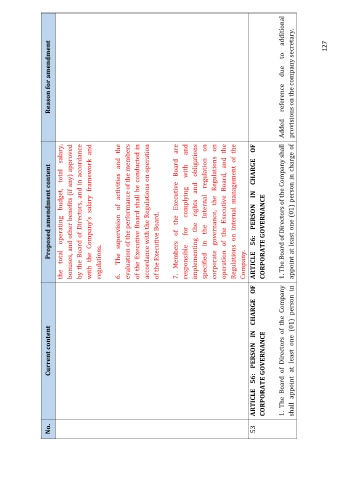 No.
Current content
Proposed amendment content
Reason for amendment
the total operating budget, total salary,
bonuses, and other benefits (if any) approved
by the Board of Directors, and in accordance
with the Company's salary framework and
regulations.
6. The supervision of activities and the
evaluation of the performance of the members
of the Executive Board shall be conducted in
accordance with the Regulations on operation
of the Executive Board.
7. Members of the Executive Board are
responsible for complying with and
implementing the rights and obligations
specified in the Internal regulation on
corporate governance, the Regulations on
operation of the Executive Board, and the
Regulations on internal management of the
Company.
53
ARTICLE 56: PERSON IN CHARGE OF
CORPORATE GOVERNANCE
1. The Board of Directors of the Company
shall appoint at least one (01) person in
ARTICLE 56: PERSON IN CHARGE OF
CORPORATE GOVERNANCE
1. The Board of Directors of the Company shall
appoint at least one (01) person in charge of
Added reference due to additional
provisions on the company secretary.
127